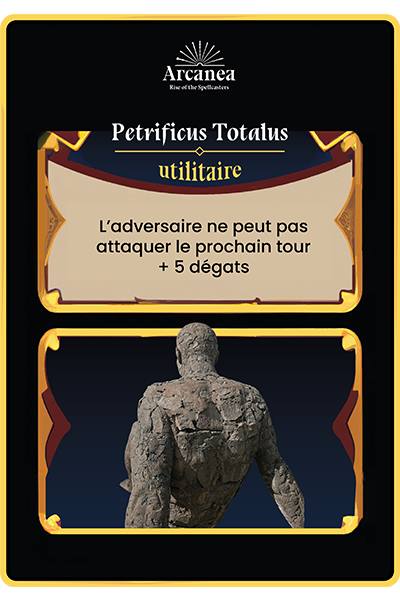 Arcanea
Rise of the Spellcasters
Petrificus Totalus
utilitaire
L’adversaire ne peut pas
attaquer le prochain tour
+ 5 dégats